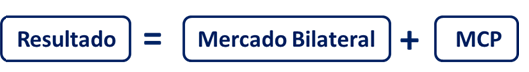 Resultado = Mercado Bilateral + MCP